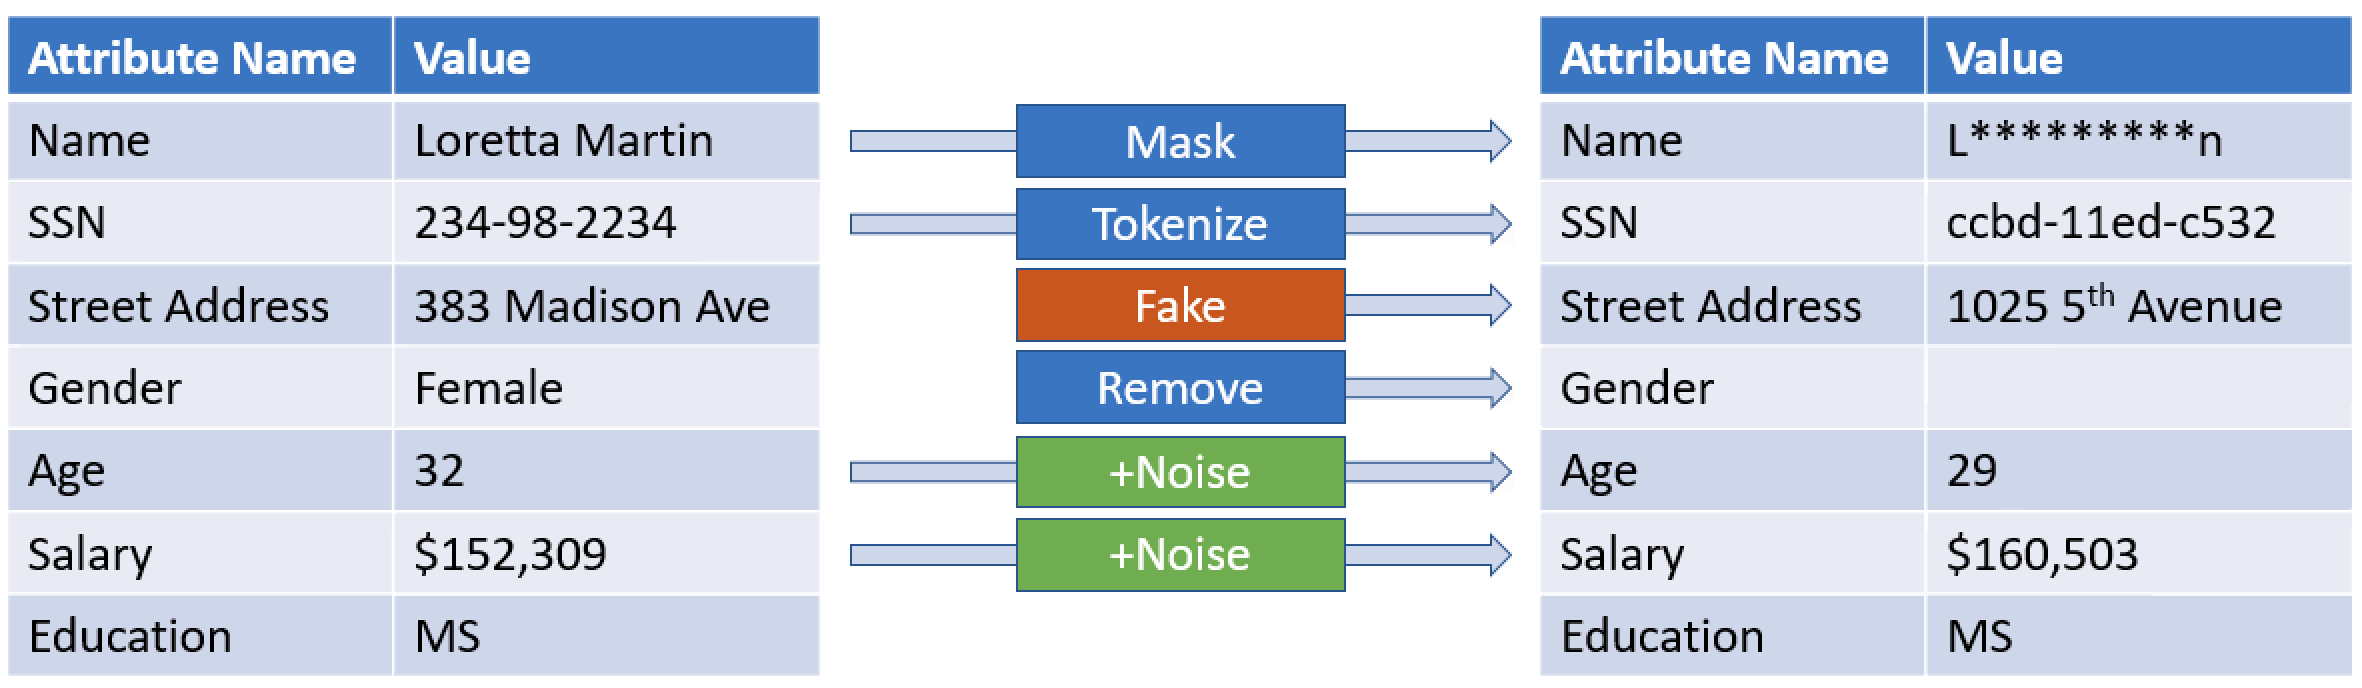 Attribute Name Value
Name Loretta Martin
SSN 234-98-2234
Street Address 383 Madison Ave
Gender Female
Age 32
Salary $152,309
Education MS
Mask
Tokenize
Fake
Remove
+Noise
+Noise
Attribute Name Value
Name L*********n
SSN ccbd-11ed-c532
Street Address 1025 5th Avenue
Gender
Age 29
Salary $160,503
Education MS